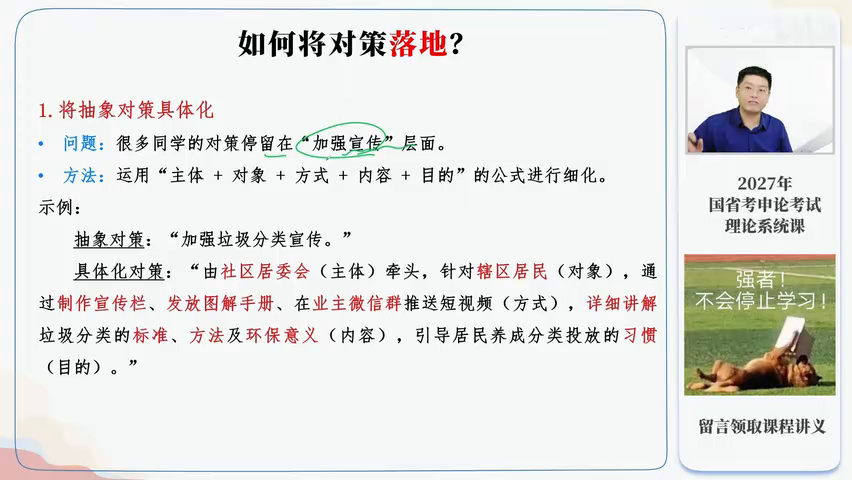 如何将对策落地？
1. 将抽象对策具体化
• 问题：很多同学的对策停留在“加强宣传”层面。
• 方法：运用“主体 + 对象 + 方式 + 内容 + 目的”的公式进行细化。
示例：
抽象对策：“加强垃圾分类宣传。”
具体化对策：“由社区居委会（主体）牵头，针对辖区居民（对象），通
过制作宣传栏、发放图解手册、在业主微信群推送短视频（方式），详细讲解
垃圾分类的标准、方法及环保意义（内容），引导居民养成分类投放的习惯
（目的）。”
2027年
国省考申论考试
理论系统课
强者！
不会停止学习！
留言领取课程讲义